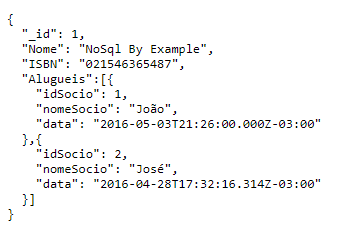 {
  "_id": 1,
  "Nome": "NoSql By Example",
  "ISBN": "021546365487",
  "Alugueis":[{
    "idSocio": 1,
    "nomeSocio": "João",
    "data": "2016-05-03T21:26:00.000Z-03:00"
  },{
    "idSocio": 2,
    "nomeSocio": "José",
    "data": "2016-04-28T17:32:16.314Z-03:00"
  }]
}